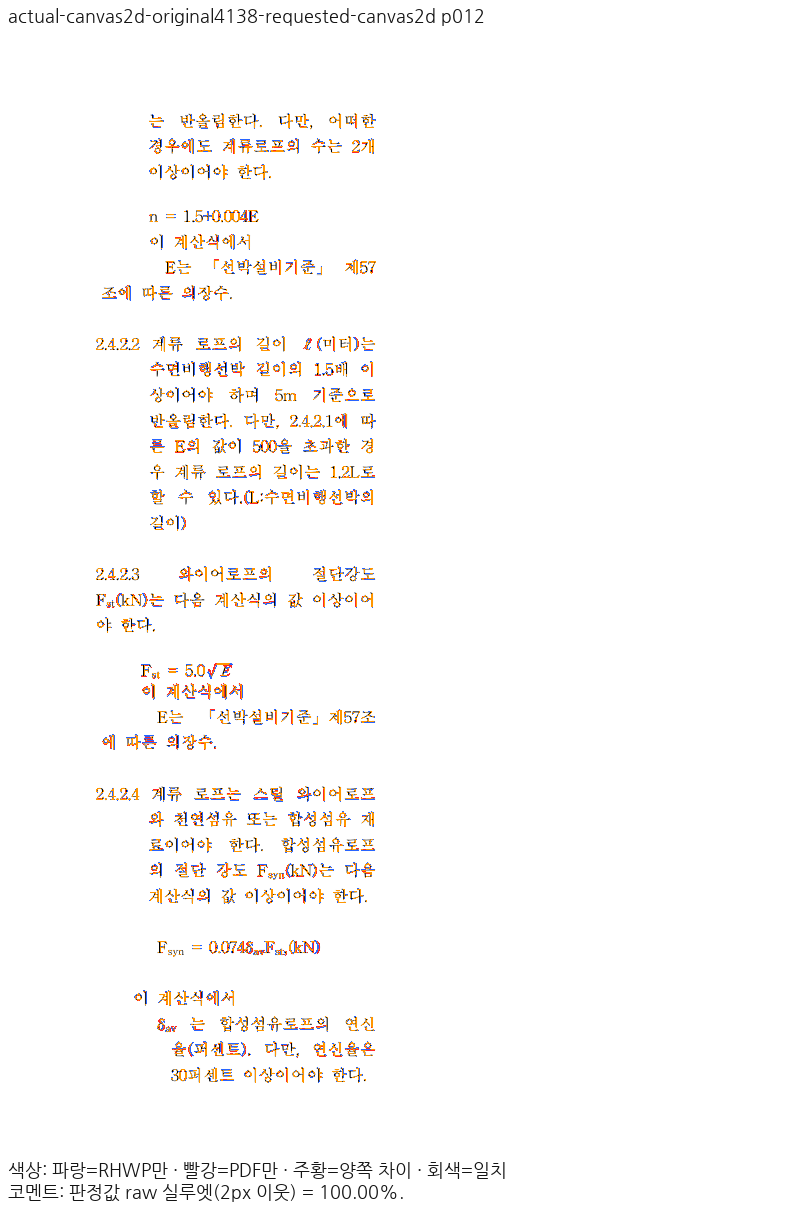 actual-canvas2d-original4138-requested-canvas2d p012
는 반올림한다. 다만, 어떠한
경우에도 계류로프의 수는 2개
이상이어야 한다.
n = 1.5+0.004E
이 계산식에서
E는 「선박설비기준」 제57
조에 따른 의장수.
2.4.2.2 계류 로프의 길이 ℓ(미터)는
수면비행선박 길이의 1.5배 이
상이어야 하며 5m 기준으로
반올림한다. 다만, 2.4.2.1에 따
른 E의 값이 500을 초과한 경
우 계류 로프의 길이는 1.2L로
할 수 있다.(L:수면비행선박의
길이)
2.4.2.3 와이어로프의 절단강도
Fst(kN)는 다음 계산식의 값 이상이어
야 한다.
Fst = 5.0√E
이 계산식에서
E는 「선박설비기준」제57조
에 따른 의장수.
2.4.2.4 계류 로프는 스틸 와이어로프
와 천연섬유 또는 합성섬유 재
료이어야 한다. 합성섬유로프
의 절단 강도 Fsyn(kN)는 다음
계산식의 값 이상이어야 한다.
Fsyn = 0.074δavFst,(kN)
이 계산식에서
δav 는 합성섬유로프의 연신
율(퍼센트). 다만, 연신율은
30퍼센트 이상이어야 한다.
색상: 파랑=RHWP만 · 빨강=PDF만 · 주황=양쪽 차이 · 회색=일치
코멘트: 판정값 raw 실루엣(2px 이웃) = 100.00%.